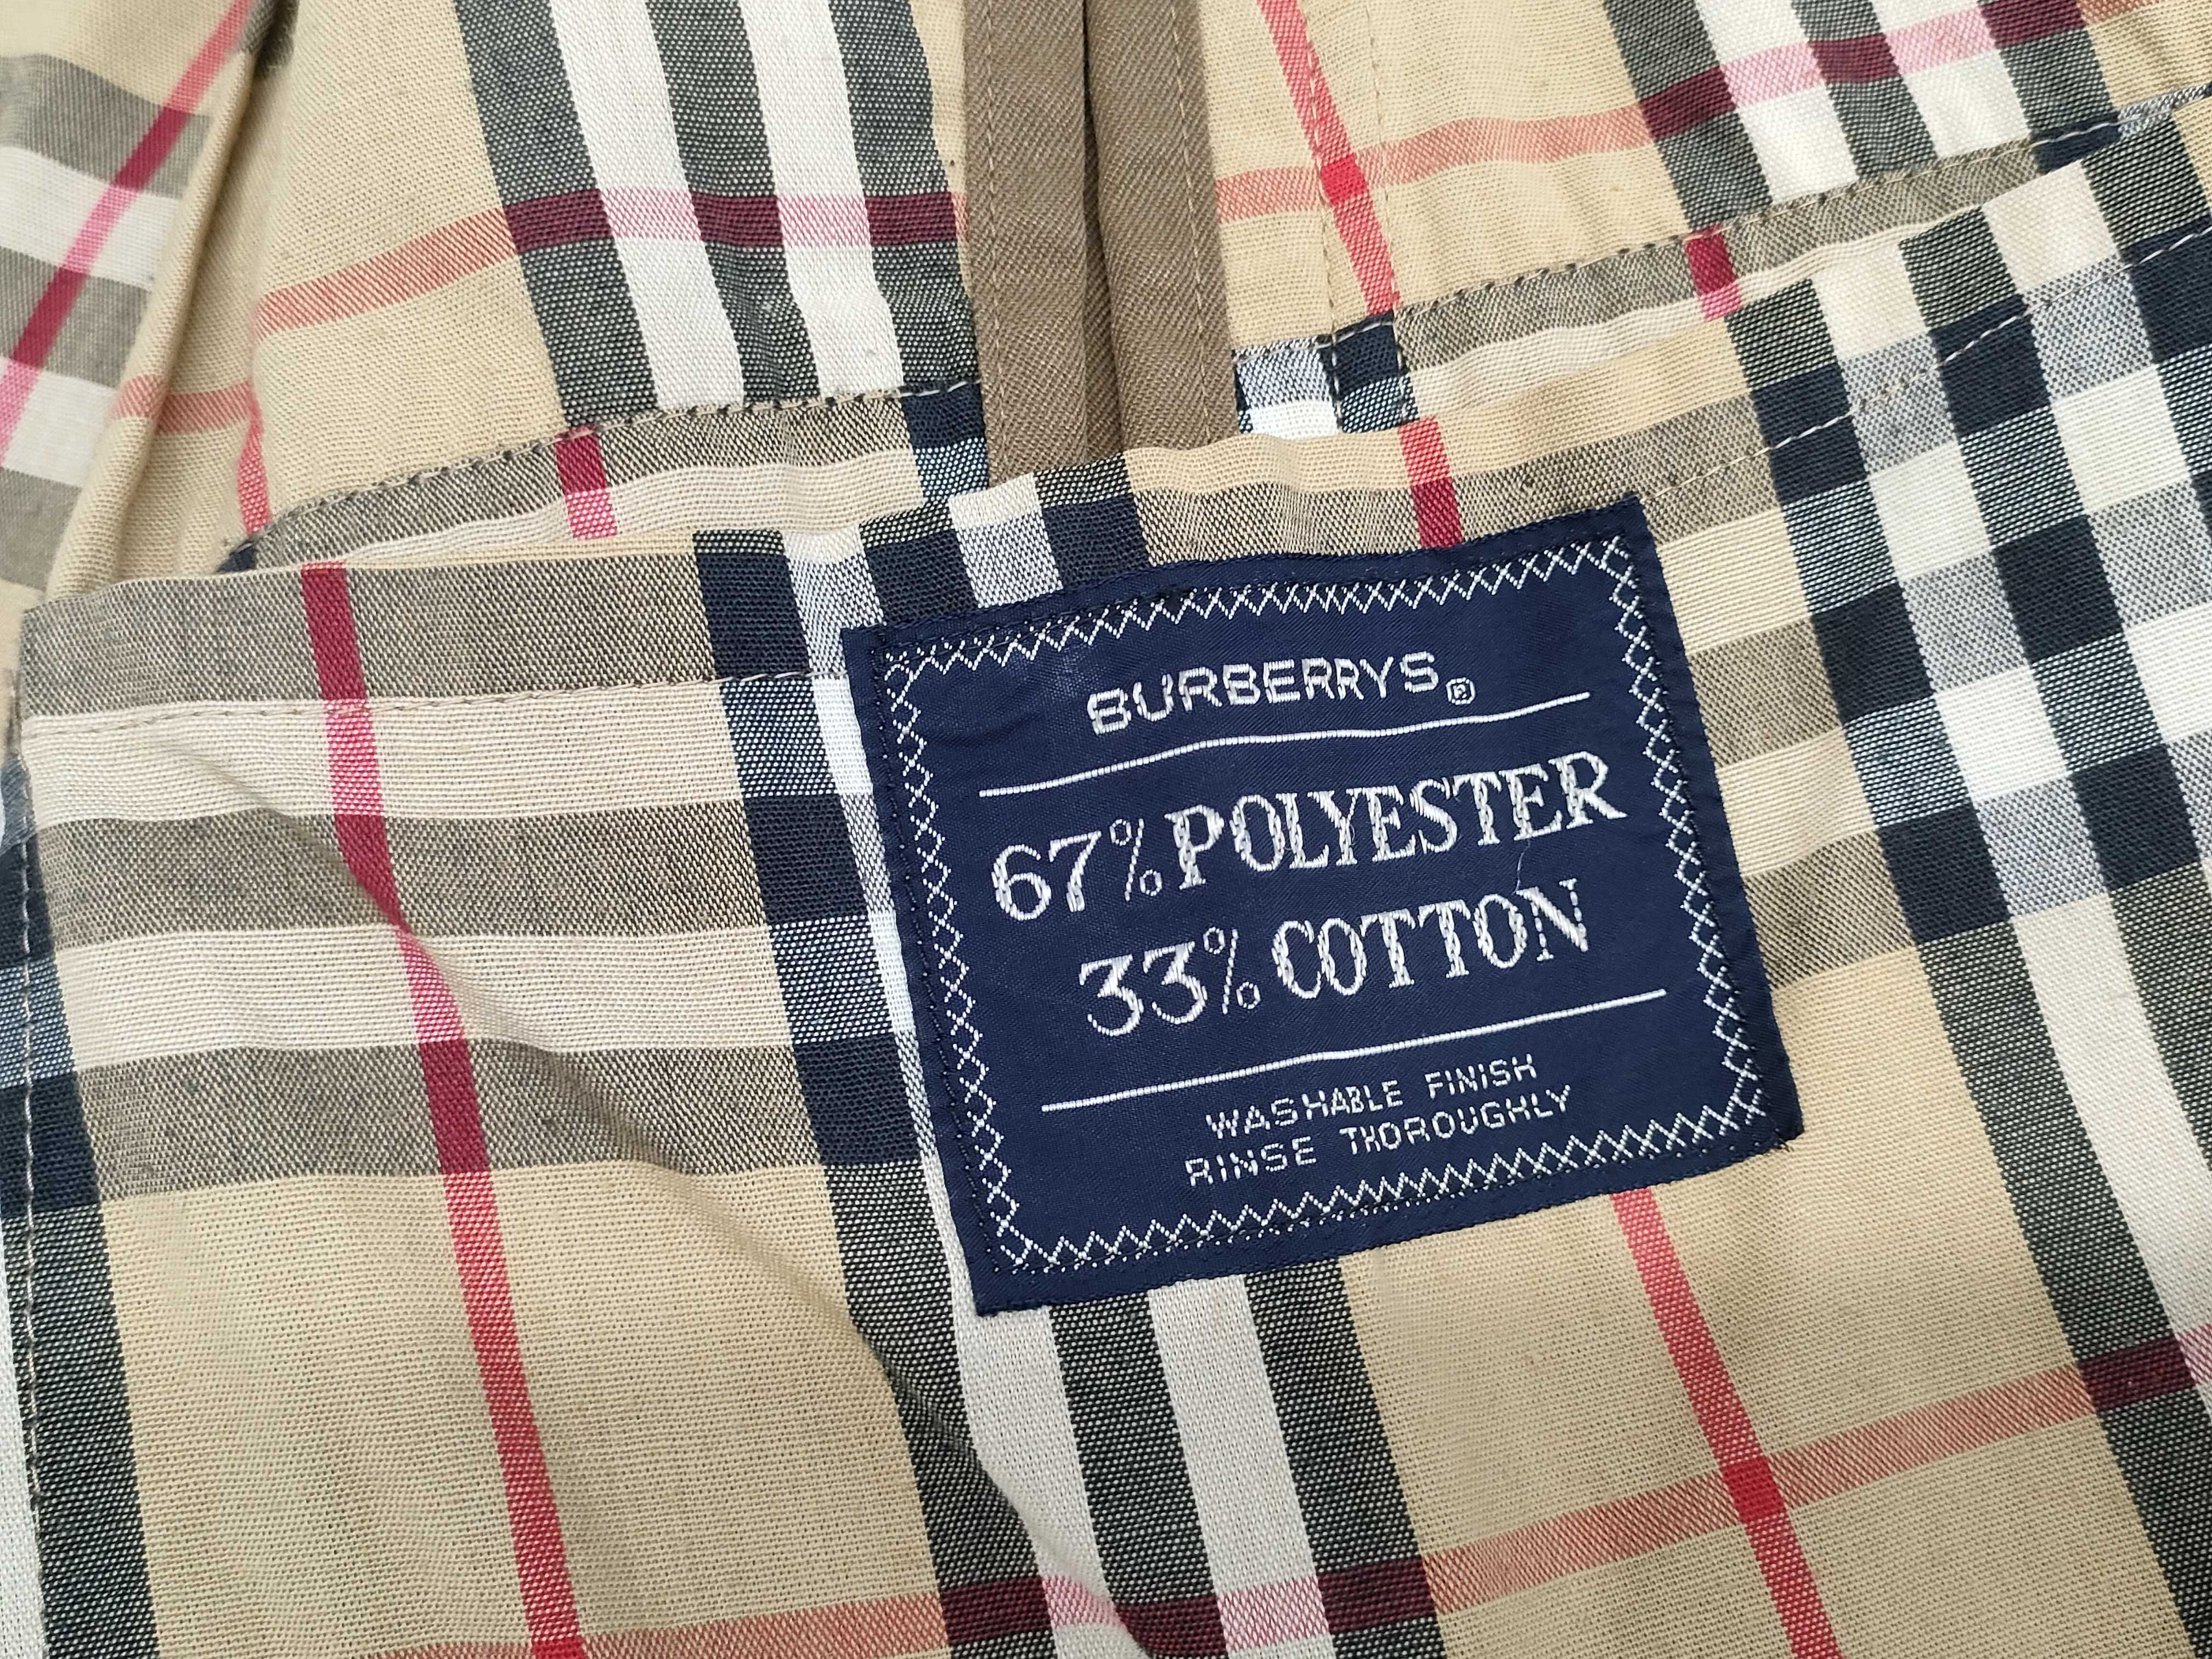 BURBERRYS®
67% POLYESTER
33% COTTON
WASHABLE FINISH
RINSE THOROUGHLY